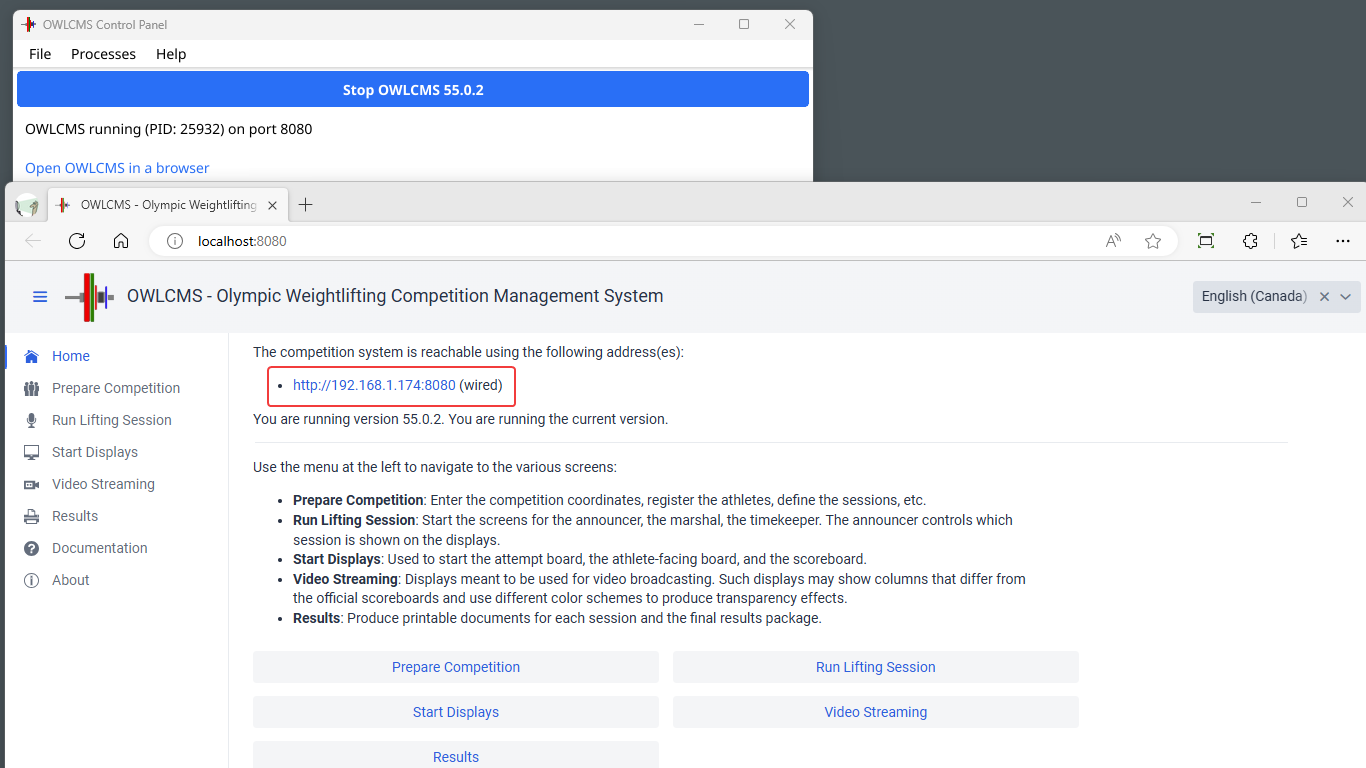 OWLCMS Control Panel
File Processes Help
Stop OWLCMS 55.0.2
OWLCMS running (PID: 25932) on port 8080
Open OWLCMS in a browser
OWLCMS - Olympic Weightlifting
localhost:8080
OWLCMS - Olympic Weightlifting Competition Management System
English (Canada)
Home
Prepare Competition
Run Lifting Session
Start Displays
Video Streaming
Results
Documentation
About
The competition system is reachable using the following address(es):
• http://192.168.1.174:8080 (wired)
You are running version 55.0.2. You are running the current version.
Use the menu at the left to navigate to the various screens:
• Prepare Competition: Enter the competition coordinates, register the athletes, define the sessions, etc.
• Run Lifting Session: Start the screens for the announcer, the marshal, the timekeeper. The announcer controls which
session is shown on the displays.
• Start Displays: Used to start the attempt board, the athlete-facing board, and the scoreboard.
• Video Streaming: Displays meant to be used for video broadcasting. Such displays may show columns that differ from
the official scoreboards and use different color schemes to produce transparency effects.
• Results: Produce printable documents for each session and the final results package.
Prepare Competition
Run Lifting Session
Start Displays
Video Streaming
Results